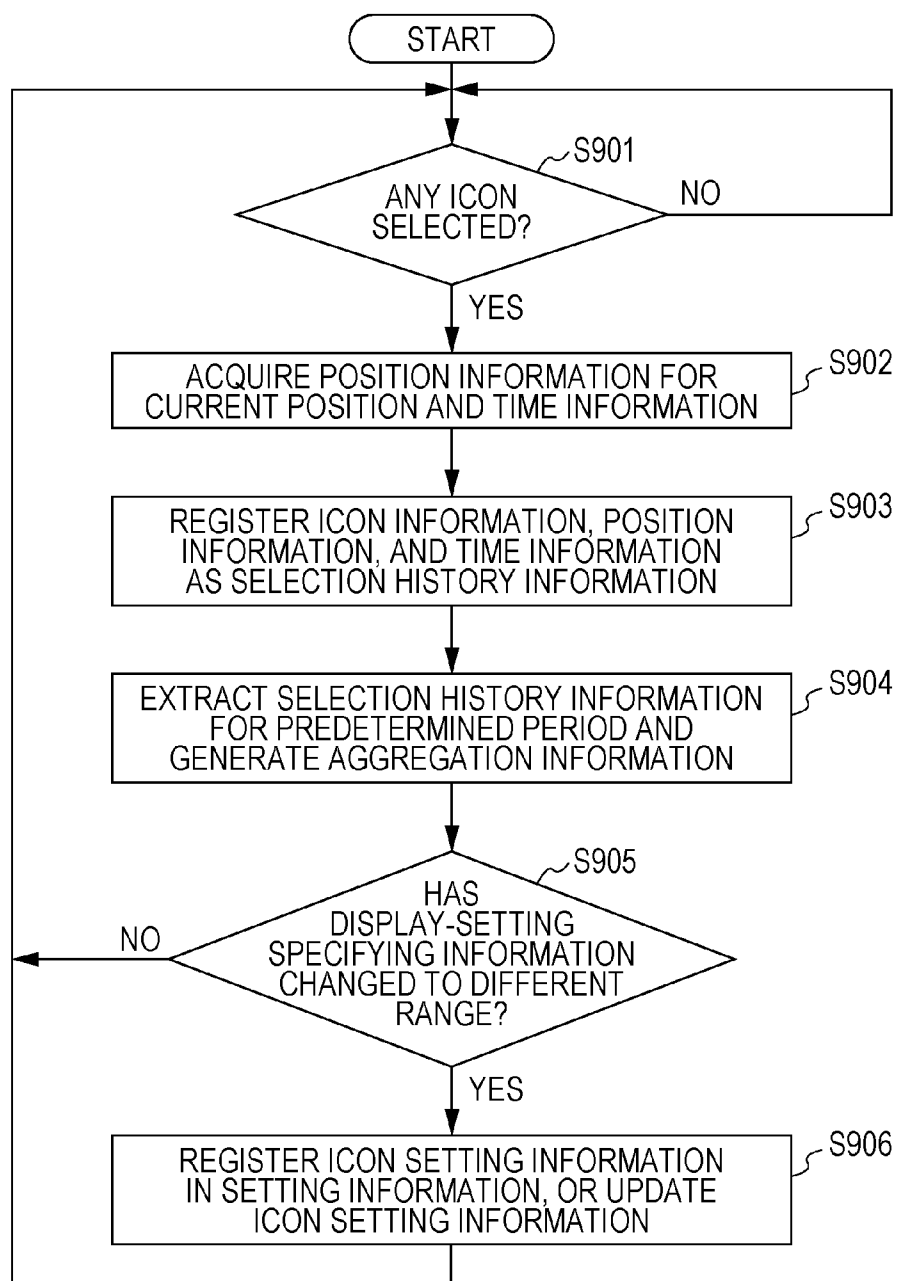 START
S901
ANY ICON
SELECTED?
NO
YES
S902
ACQUIRE POSITION INFORMATION FOR
CURRENT POSITION AND TIME INFORMATION
S903
REGISTER ICON INFORMATION, POSITION
INFORMATION, AND TIME INFORMATION
AS SELECTION HISTORY INFORMATION
S904
EXTRACT SELECTION HISTORY INFORMATION
FOR PREDETERMINED PERIOD AND
GENERATE AGGREGATION INFORMATION
S905
HAS
DISPLAY-SETTING
SPECIFYING INFORMATION
CHANGED TO DIFFERENT
RANGE?
NO
YES
S906
REGISTER ICON SETTING INFORMATION
IN SETTING INFORMATION, OR UPDATE
ICON SETTING INFORMATION